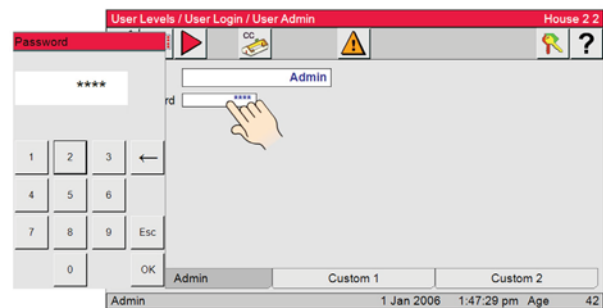 User Levels / User Login / User Admin House 2 2
Password
CC
?
Admin
****
rd ****
1 2 3 ←
4 5 6
7 8 9 Esc
0 OK
Admin Custom 1 Custom 2
Admin 1 Jan 2006 1:47:29 pm Age 42